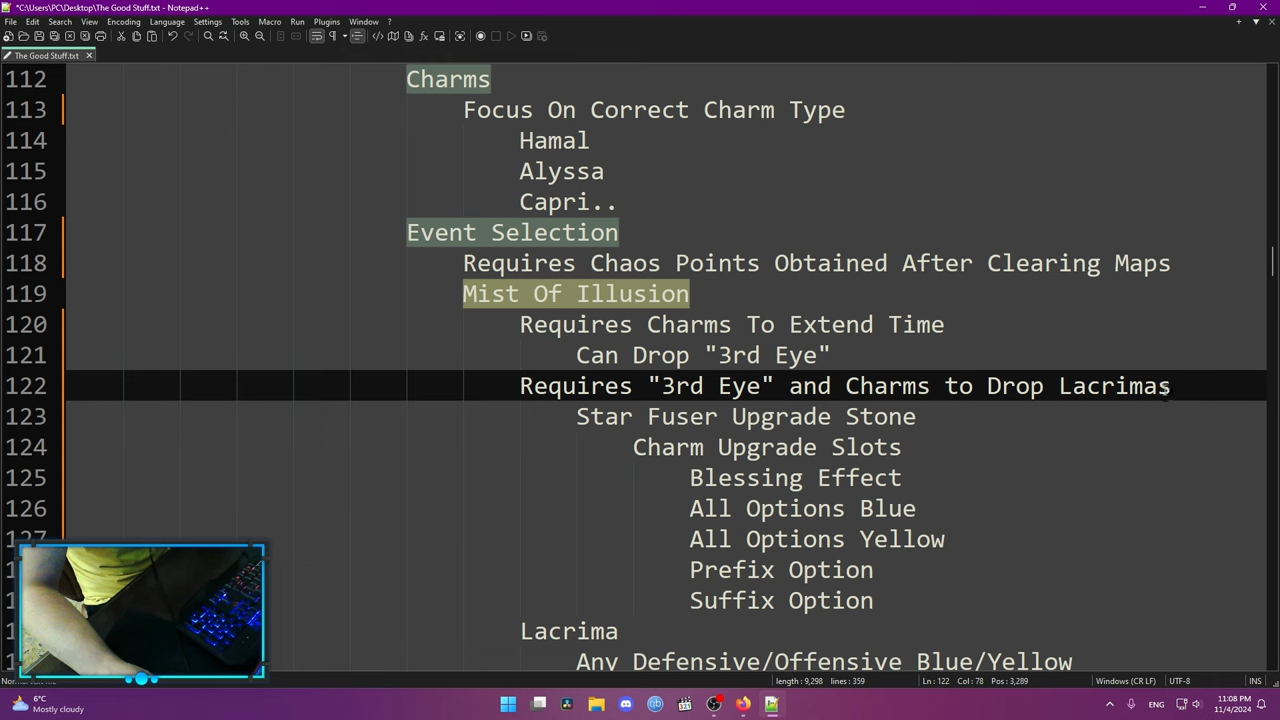 *C:\Users\PC\Desktop\The Good Stuff.txt - Notepad++
File Edit Search View Encoding Language Settings Tools Macro Run Plugins Window ?
The Good Stuff.txt
112 Charms
113 Focus On Correct Charm Type
114 Hamal
115 Alyssa
116 Capri..
117 Event Selection
118 Requires Chaos Points Obtained After Clearing Maps
119 Mist Of Illusion
120 Requires Charms To Extend Time
121 Can Drop "3rd Eye"
122 Requires "3rd Eye" and Charms to Drop Lacrimas
123 Star Fuser Upgrade Stone
124 Charm Upgrade Slots
125 Blessing Effect
126 All Options Blue
127 All Options Yellow
Prefix Option
Suffix Option
Lacrima
Any Defensive/Offensive Blue/Yellow
length : 9,298 lines : 359 Ln : 122 Col : 78 Pos : 3,289 Windows (CR LF) UTF-8 INS
6°C
Mostly cloudy
ENG
11:08 PM
11/4/2024